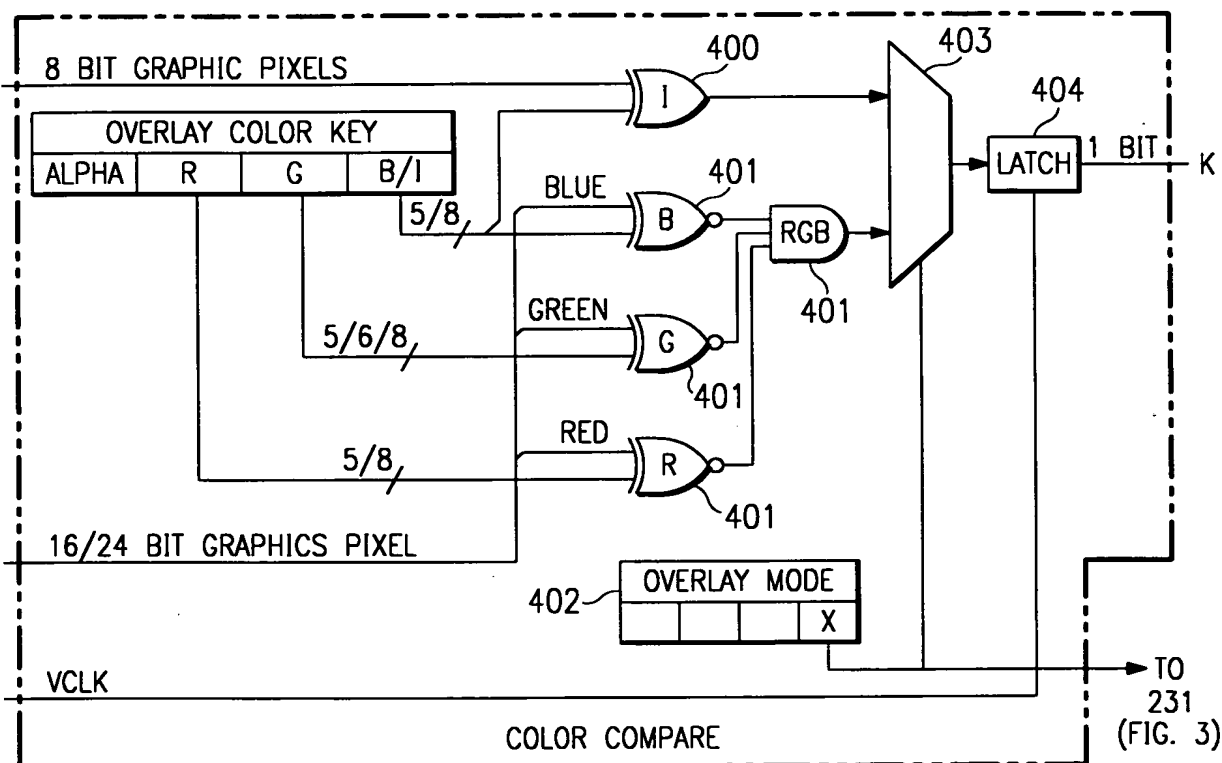 400
403
8 BIT GRAPHIC PIXELS
I
404
OVERLAY COLOR KEY
ALPHA R G B/I
LATCH
1 BIT
K
5/8
BLUE
401
B
RGB
401
GREEN
5/6/8
G
401
RED
5/8
R
401
16/24 BIT GRAPHICS PIXEL
OVERLAY MODE
402
X
VCLK
TO
231
(FIG. 3)
COLOR COMPARE